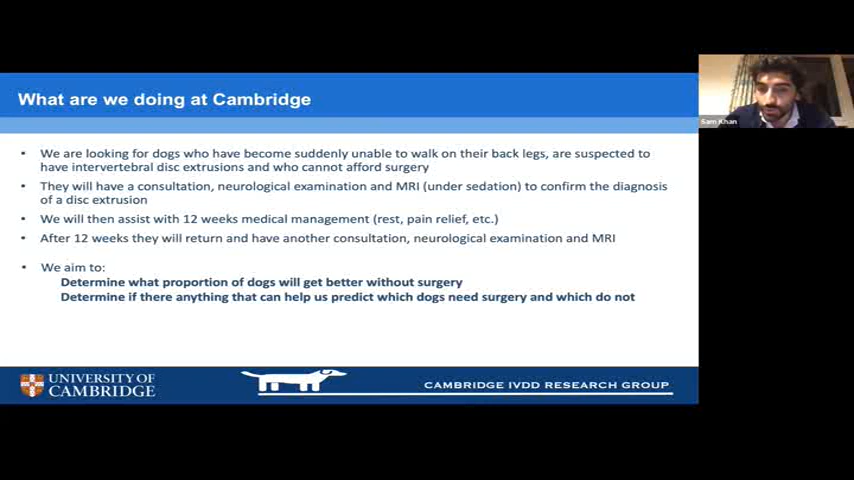 What are we doing at Cambridge
Sam Khan
• We are looking for dogs who have become suddenly unable to walk on their back legs, are suspected to
have intervertebral disc extrusions and who cannot afford surgery
• They will have a consultation, neurological examination and MRI (under sedation) to confirm the diagnosis
of a disc extrusion
• We will then assist with 12 weeks medical management (rest, pain relief, etc.)
• After 12 weeks they will return and have another consultation, neurological examination and MRI
• We aim to:
Determine what proportion of dogs will get better without surgery
Determine if there anything that can help us predict which dogs need surgery and which do not
UNIVERSITY OF
CAMBRIDGE
CAMBRIDGE IVDD RESEARCH GROUP